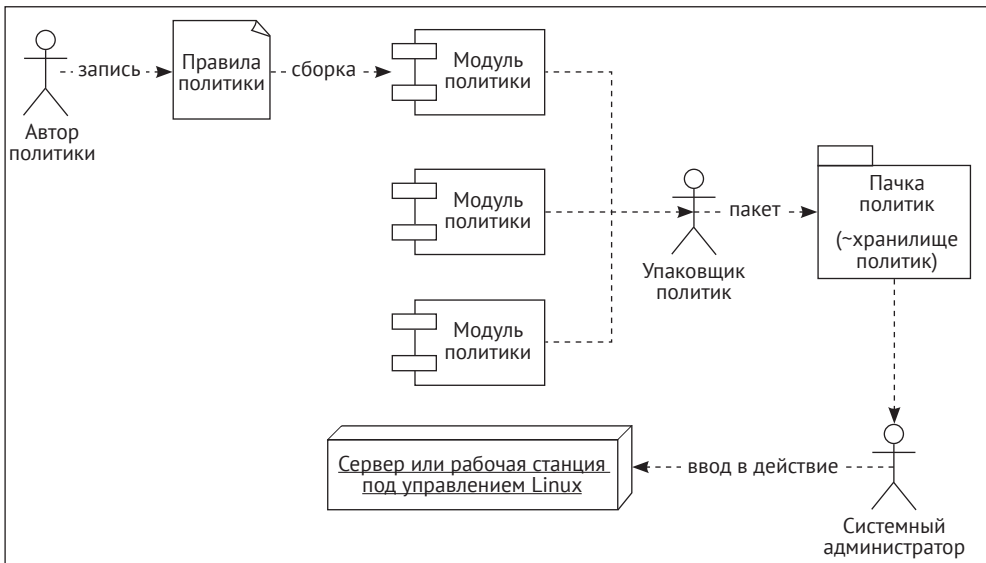 Автор
политики
запись
Правила
политики
сборка
Модуль
политики
Модуль
политики
Модуль
политики
Упаковщик
политик
пакет
Пачка
политик
(~хранилище
политик)
Сервер или рабочая станция
под управлением Linux
ввод в действие
Системный
администратор